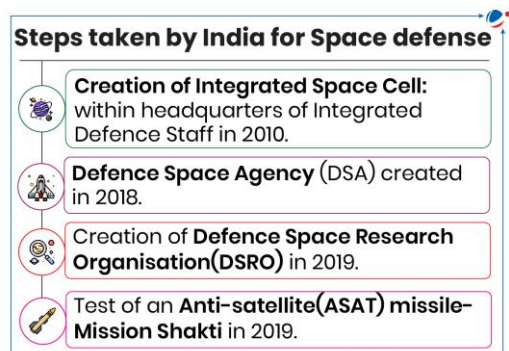 Steps taken by India for Space defense
Creation of Integrated Space Cell:
within headquarters of Integrated
Defence Staff in 2010.
Defence Space Agency (DSA) created
in 2018.
Creation of Defence Space Research
Organisation(DSRO) in 2019.
Test of an Anti-satellite(ASAT) missile-
Mission Shakti in 2019.